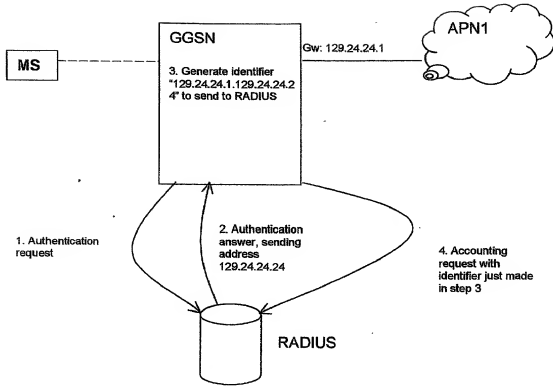 GGSN
APN1
Gw: 129.24.24.1
MS
3. Generate identifier
"129.24.24.1.129.24.24.2
4" to send to RADIUS
1. Authentication
request
2. Authentication
answer, sending
address
129.24.24.24
4. Accounting
request with
identifier just made
in step 3
RADIUS